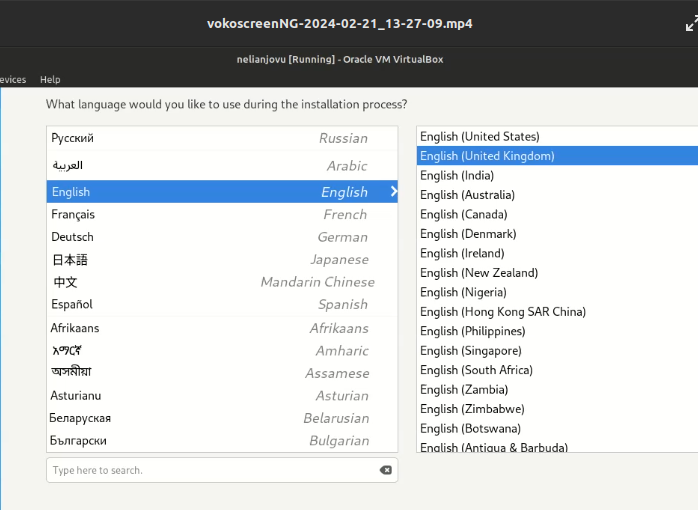 vokoscreenNG-2024-02-21_13-27-09.mp4
nelianjovu [Running] - Oracle VM VirtualBox
evices Help
What language would you like to use during the installation process?
Русский Russian
العربية Arabic
English English
Français French
Deutsch German
日本語 Japanese
中文 Mandarin Chinese
Español Spanish
Afrikaans Afrikaans
አማርኛ Amharic
অসমীয়া Assamese
Asturianu Asturian
Беларуская Belarusian
Български Bulgarian
Type here to search.
English (United States)
English (United Kingdom)
English (India)
English (Australia)
English (Canada)
English (Denmark)
English (Ireland)
English (New Zealand)
English (Nigeria)
English (Hong Kong SAR China)
English (Philippines)
English (Singapore)
English (South Africa)
English (Zambia)
English (Zimbabwe)
English (Botswana)
English (Antigua & Barbuda)